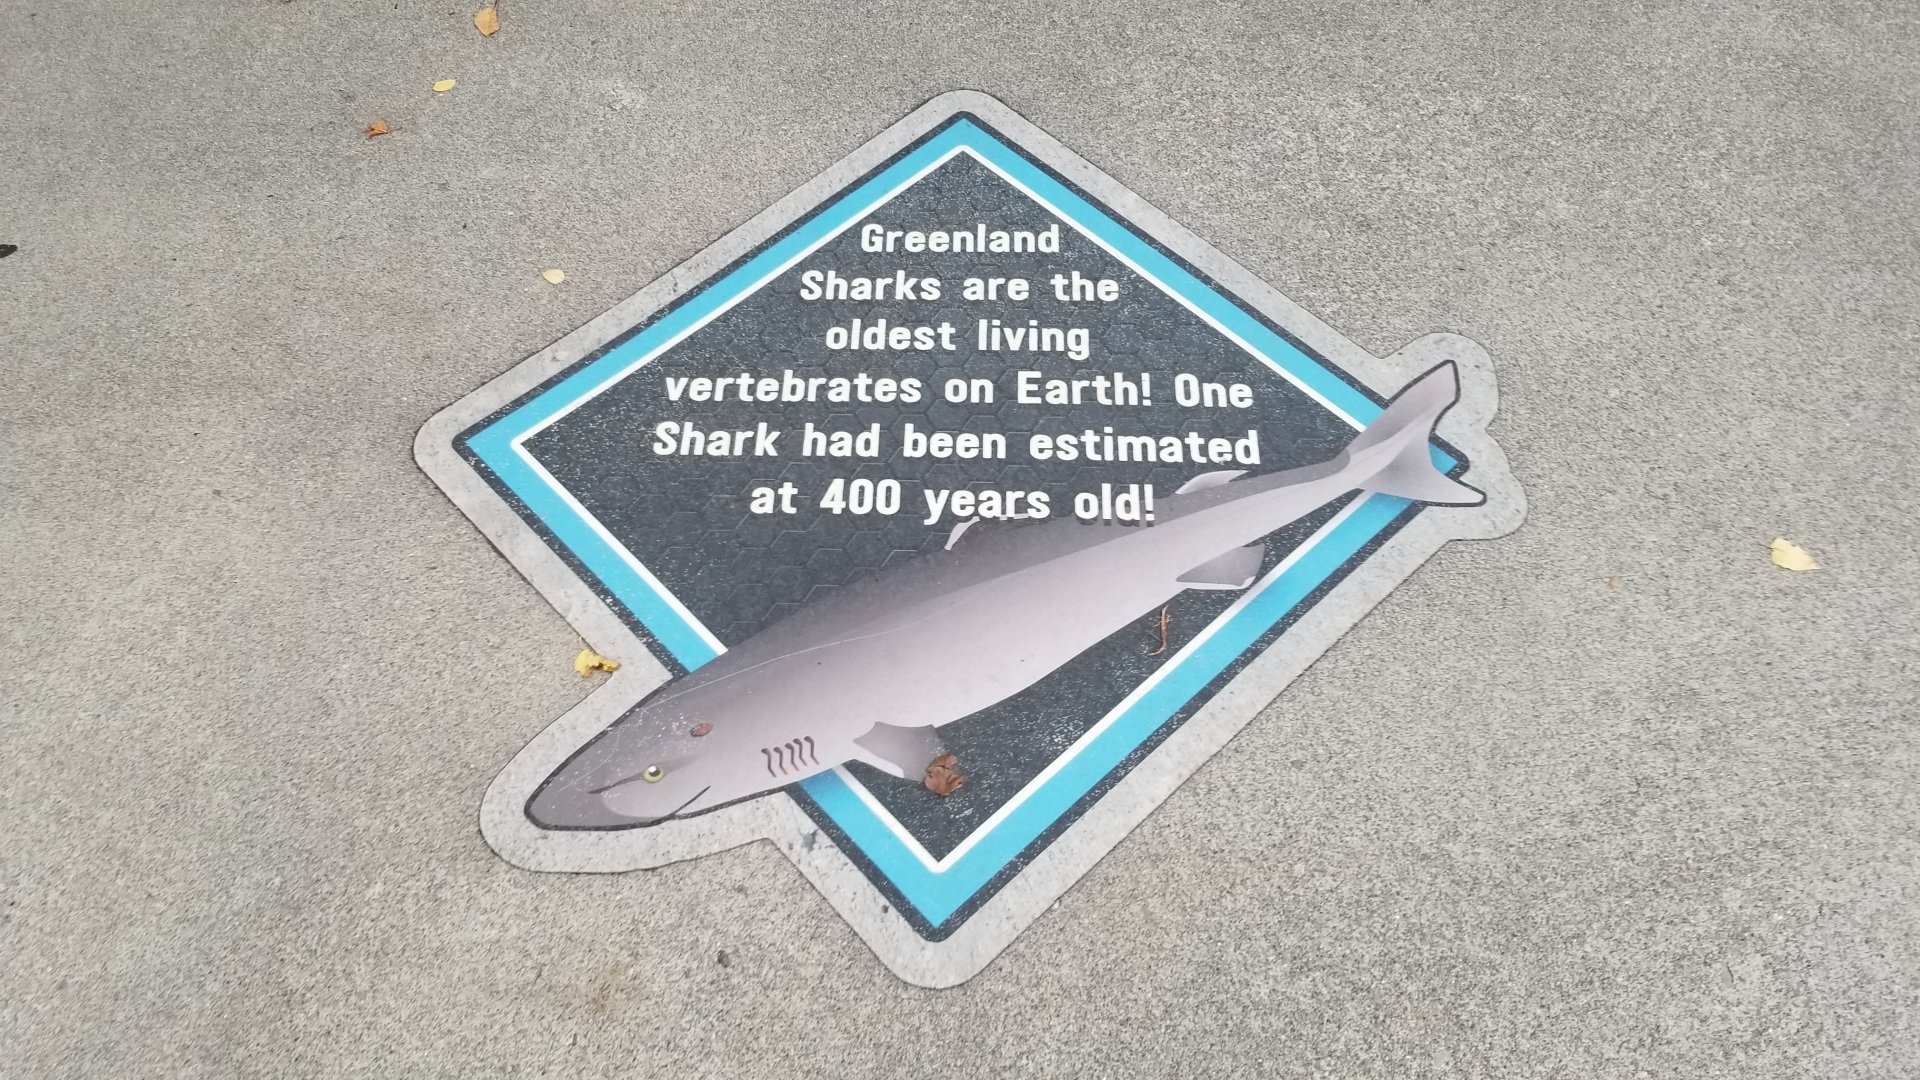 Greenland
Sharks are the
oldest living
vertebrates on Earth! One
Shark had been estimated
at 400 years old!